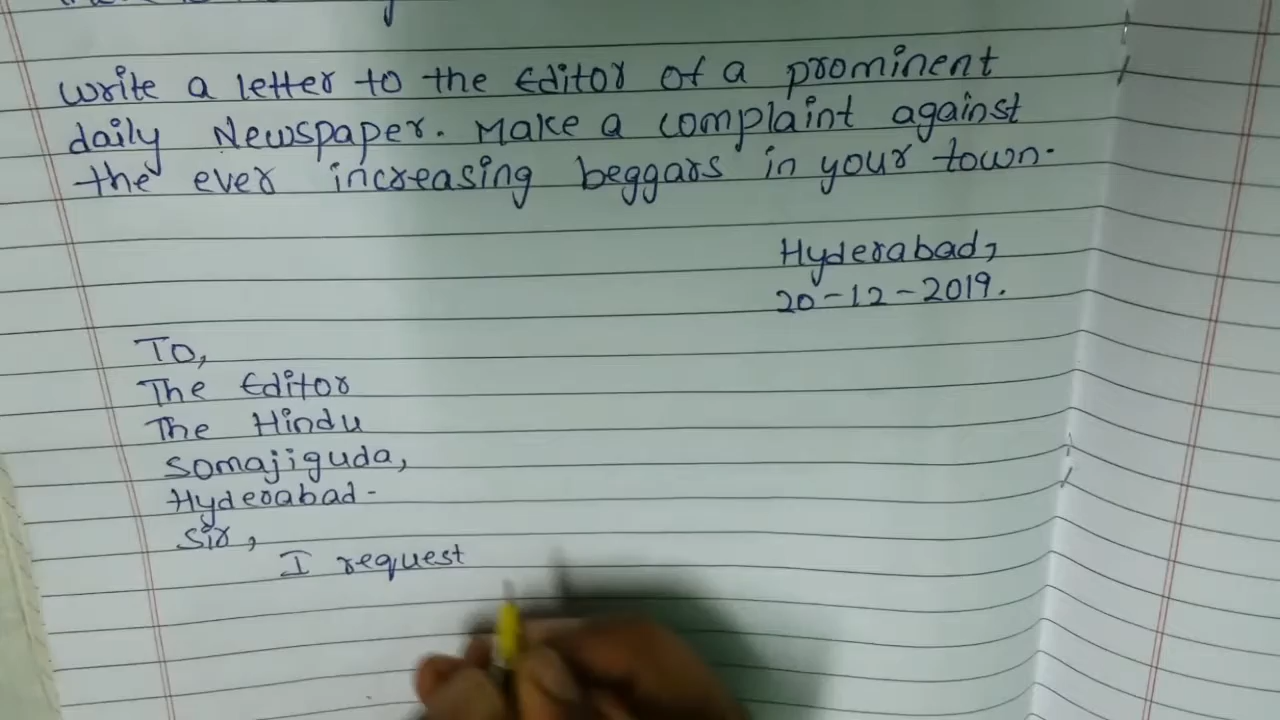 Write a letter to the Editor of a prominent
daily Newspaper. Make a complaint against
the ever increasing beggars in your town.
Hyderabad,
20-12-2019.
To,
The Editor
The Hindu
Somajiguda,
Hyderabad-
Sir,
I request